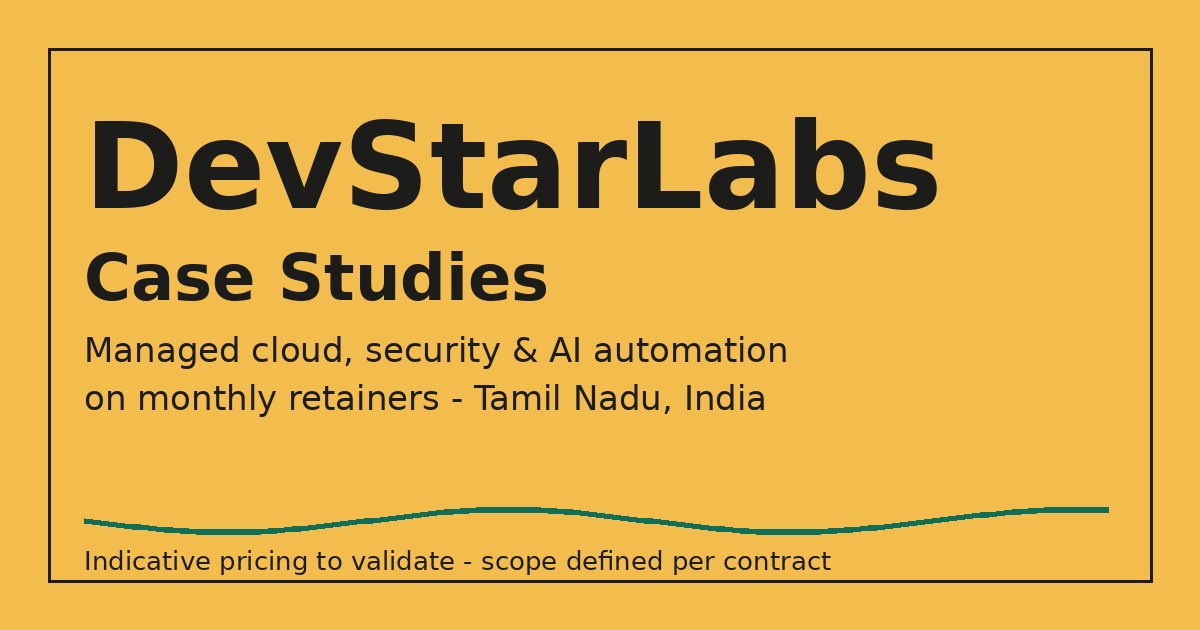 DevStarLabs
Case Studies
Managed cloud, security & AI automation
on monthly retainers - Tamil Nadu, India
Indicative pricing to validate - scope defined per contract